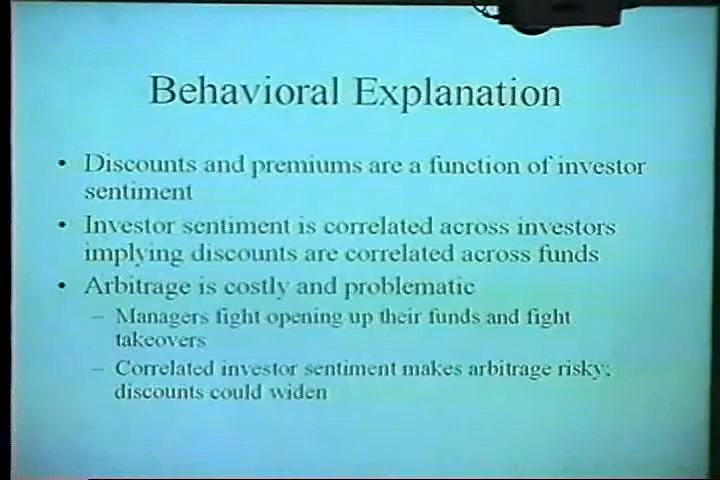 Behavioral Explanation
• Discounts and premiums are a function of investor
sentiment
• Investor sentiment is correlated across investors
implying discounts are correlated across funds
• Arbitrage is costly and problematic
– Managers fight opening up their funds and fight
takeovers
– Correlated investor sentiment makes arbitrage risky;
discounts could widen